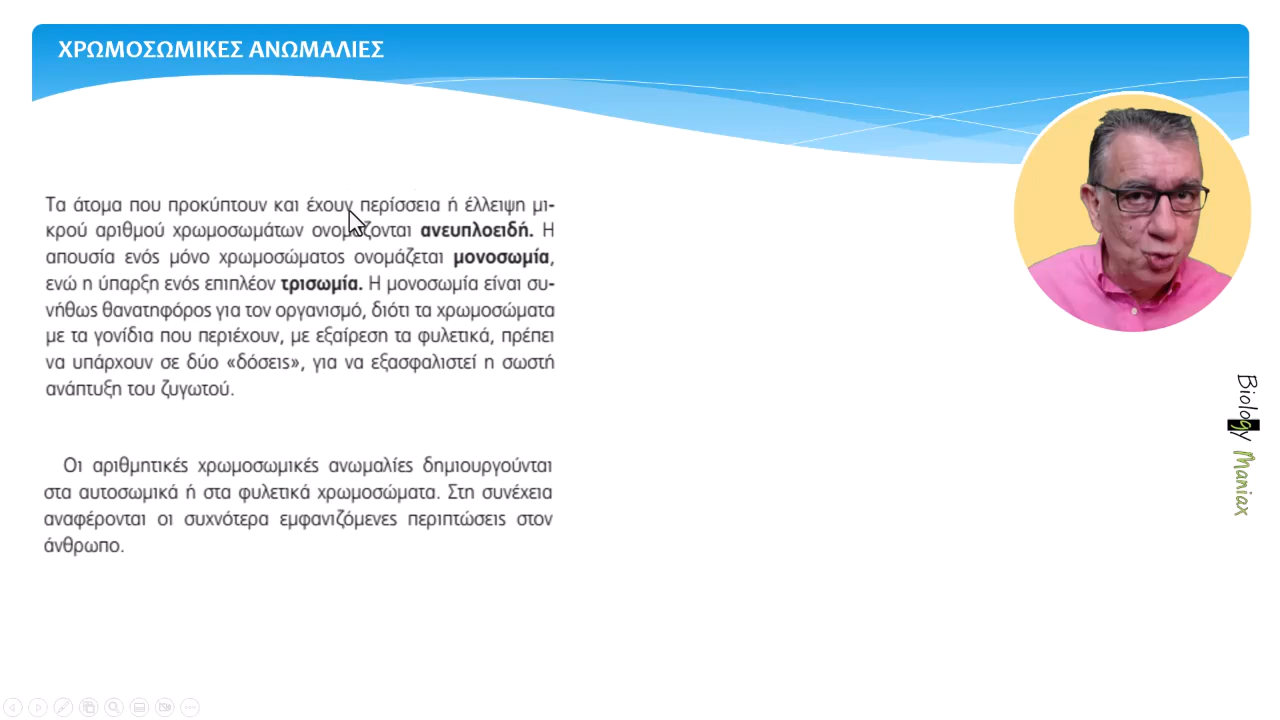 ΧΡΩΜΟΣΩΜΙΚΕΣ ΑΝΩΜΑΛΙΕΣ
Τα άτομα που προκύπτουν και έχουν περίσσεια ή έλλειψη μι-
κρού αριθμού χρωμοσωμάτων ονομάζονται ανευπλοειδή. Η
απουσία ενός μόνο χρωμοσώματος ονομάζεται μονοσωμία,
ενώ η ύπαρξη ενός επιπλέον τρισωμία. Η μονοσωμία είναι συ-
νήθως θανατηφόρος για τον οργανισμό, διότι τα χρωμοσώματα
με τα γονίδια που περιέχουν, με εξαίρεση τα φυλετικά, πρέπει
να υπάρχουν σε δύο «δόσεις», για να εξασφαλιστεί η σωστή
ανάπτυξη του ζυγωτού.
Οι αριθμητικές χρωμοσωμικές ανωμαλίες δημιουργούνται
στα αυτοσωμικά ή στα φυλετικά χρωμοσώματα. Στη συνέχεια
αναφέρονται οι συχνότερα εμφανιζόμενες περιπτώσεις στον
άνθρωπο.
Biology Maniax